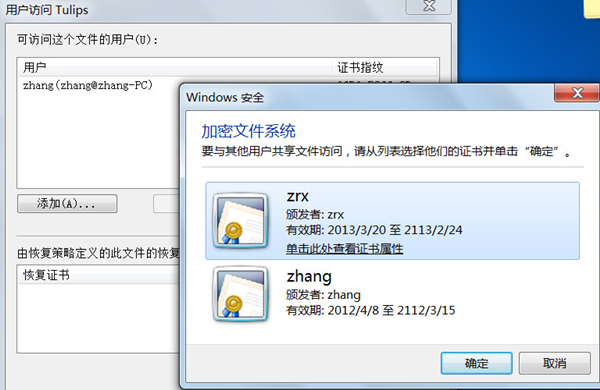 用户访问 Tulips
可访问这个文件的用户(U):
用户
证书指纹
zhang(zhang@zhang-PC)
添加(A)...
由恢复策略定义的此文件的恢复
恢复证书
Windows 安全
加密文件系统
要与其他用户共享文件访问，请从列表选择他们的证书并单击“确定”。
zrx
颁发者: zrx
有效期: 2013/3/20 至 2113/2/24
单击此处查看证书属性
zhang
颁发者: zhang
有效期: 2012/4/8 至 2112/3/15
确定
取消